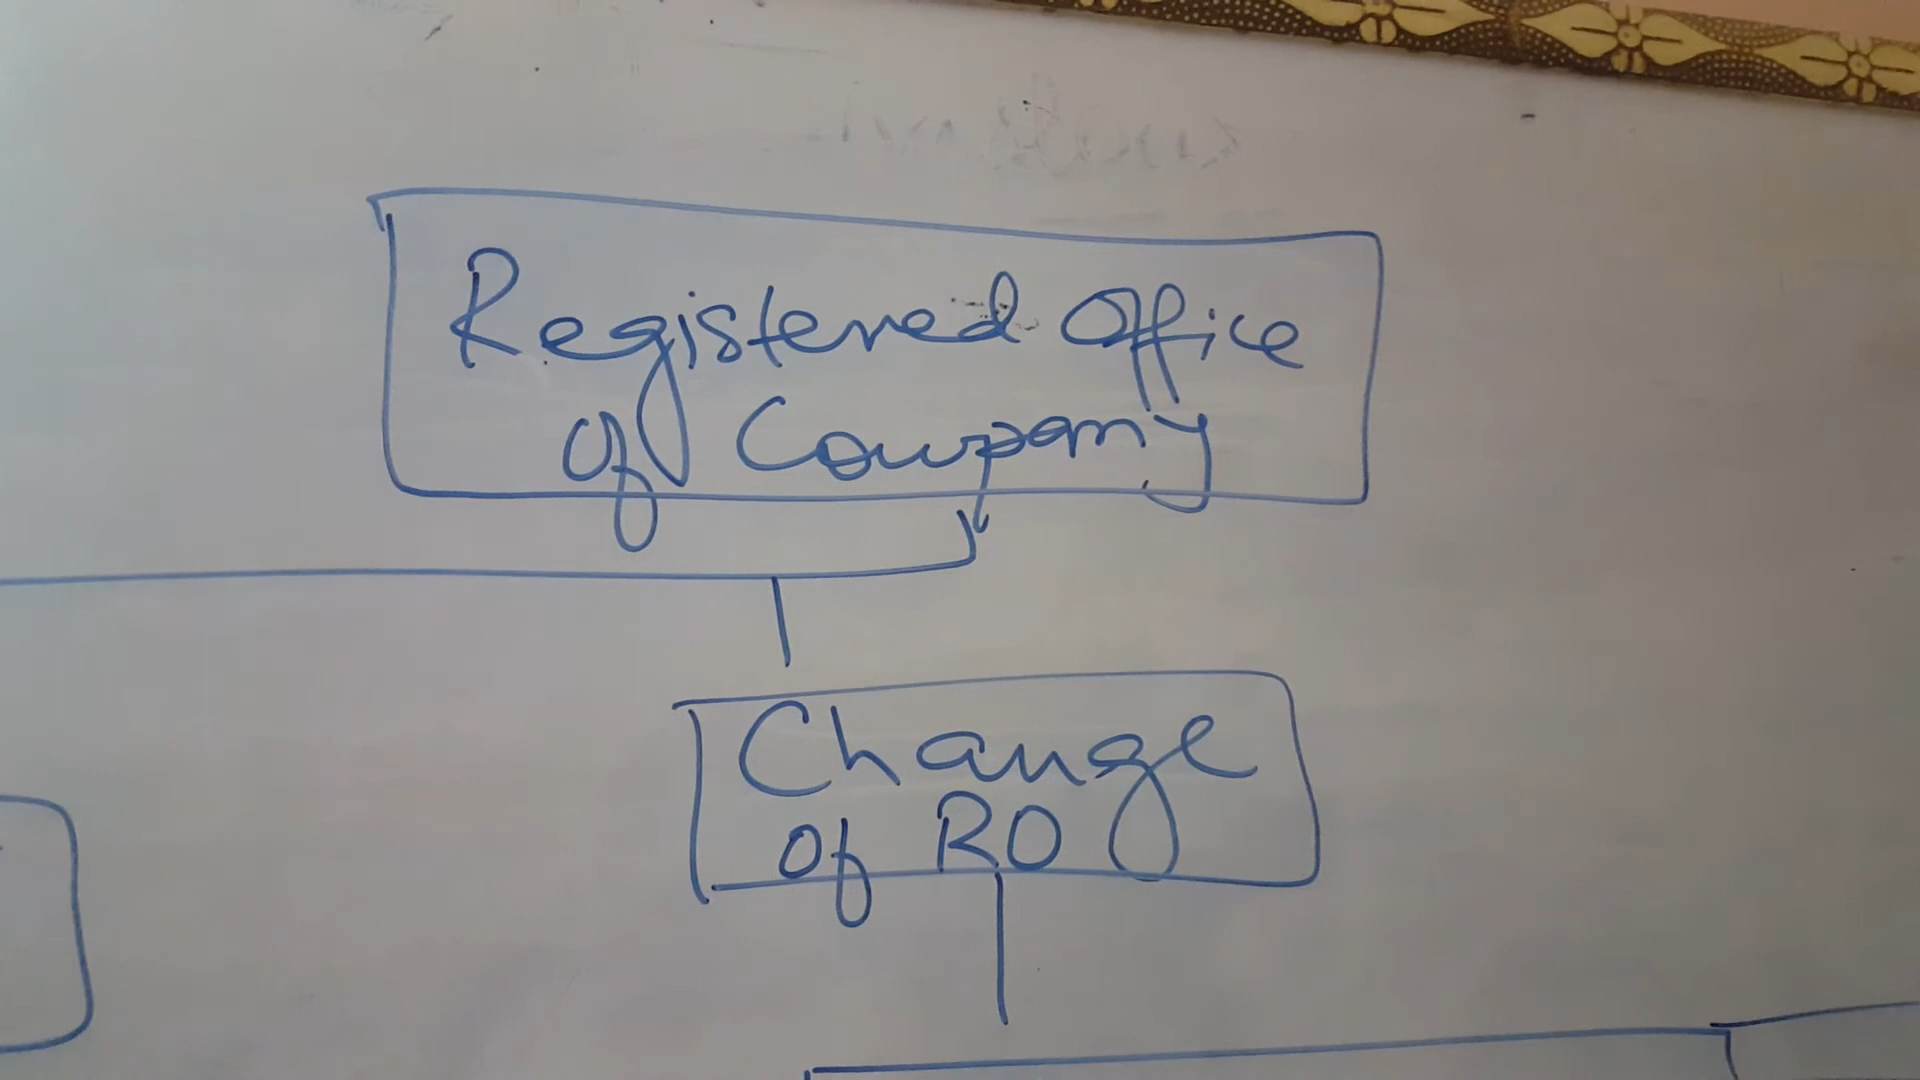 Registered Office
of Company
Change
of RO